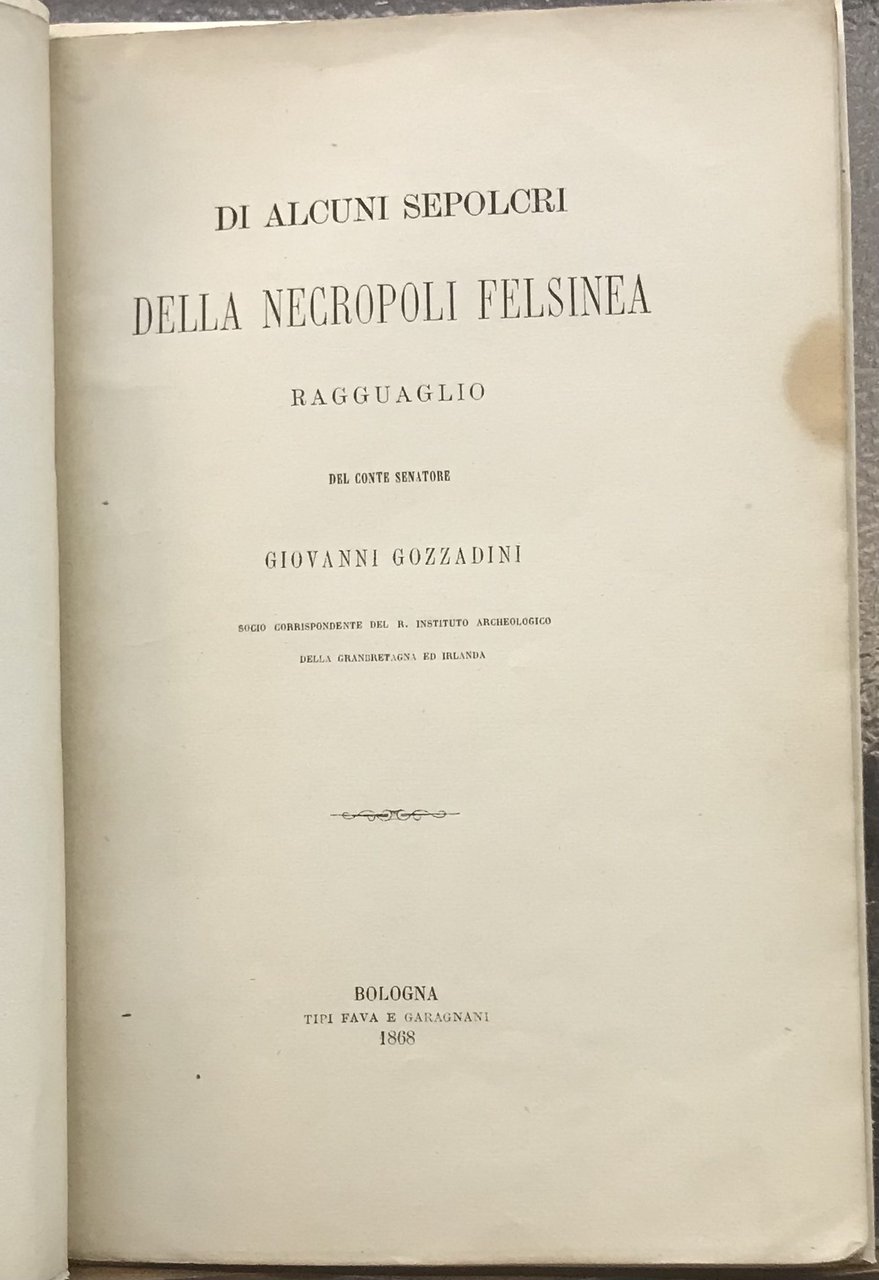 DI ALCUNI SEPOLCRI
DELLA NECROPOLI FELSINEA
RAGGUAGLIO
DEL CONTE SENATORE
GIOVANNI GOZZADINI
SOCIO CORRISPONDENTE DEL R. INSTITUTO ARCHEOLOGICO
DELLA GRANBRETAGNA ED IRLANDA
BOLOGNA
TIPI FAVA E GARAGNANI
1868